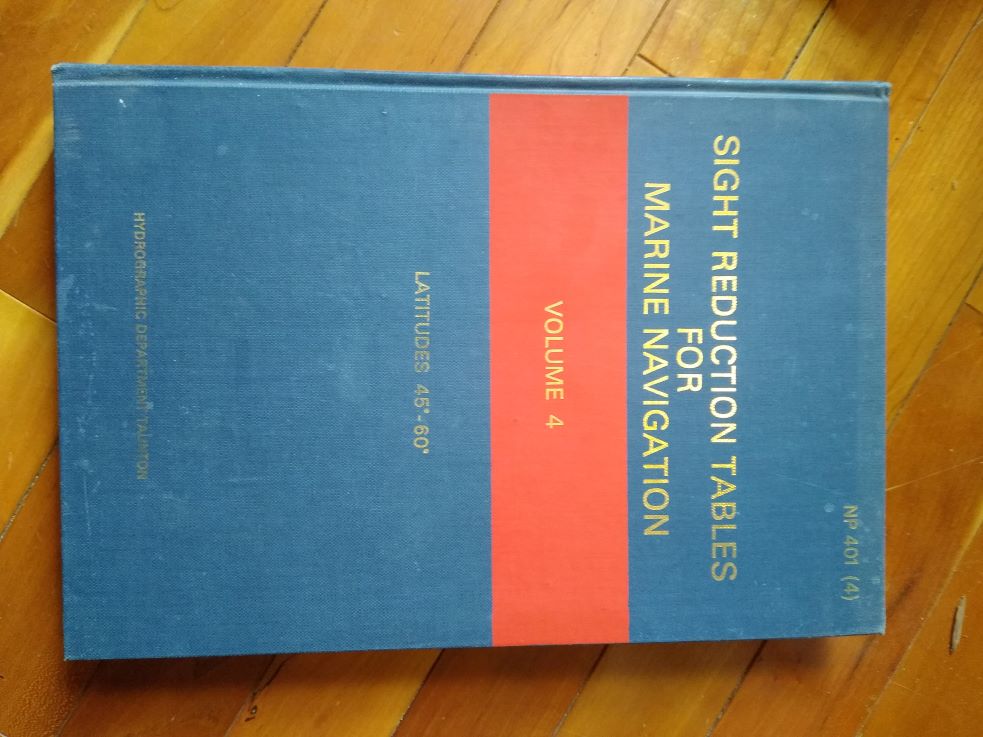 NP 401 (4)
SIGHT REDUCTION TABLES
FOR
MARINE NAVIGATION
VOLUME 4
LATITUDES 45°-60°
HYDROGRAPHIC DEPARTMENT TAUNTON